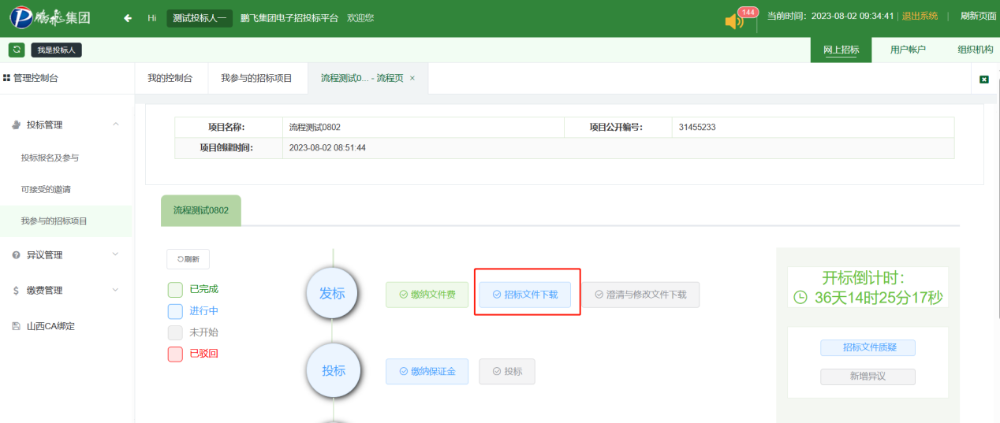 鹏飞集团 Hi 测试投标人一 鹏飞集团电子招投标平台 欢迎您 144 当前时间：2023-08-02 09:34:41 退出系统 刷新页面
我是投标人 网上招标 用户帐户 组织机构
管理控制台 我的控制台 我参与的招标项目 流程测试0... - 流程页 ×
投标管理
投标报名及参与
可接受的邀请
我参与的招标项目
异议管理
缴费管理
山西CA绑定
项目名称： 流程测试0802 项目公开编号： 31455233
项目创建时间： 2023-08-02 08:51:44
流程测试0802
刷新
已完成
进行中
未开始
已驳回
发标 缴纳文件费 招标文件下载 澄清与修改文件下载
投标 缴纳保证金 投标
开标倒计时：
36天14时25分17秒
招标文件质疑
新增异议